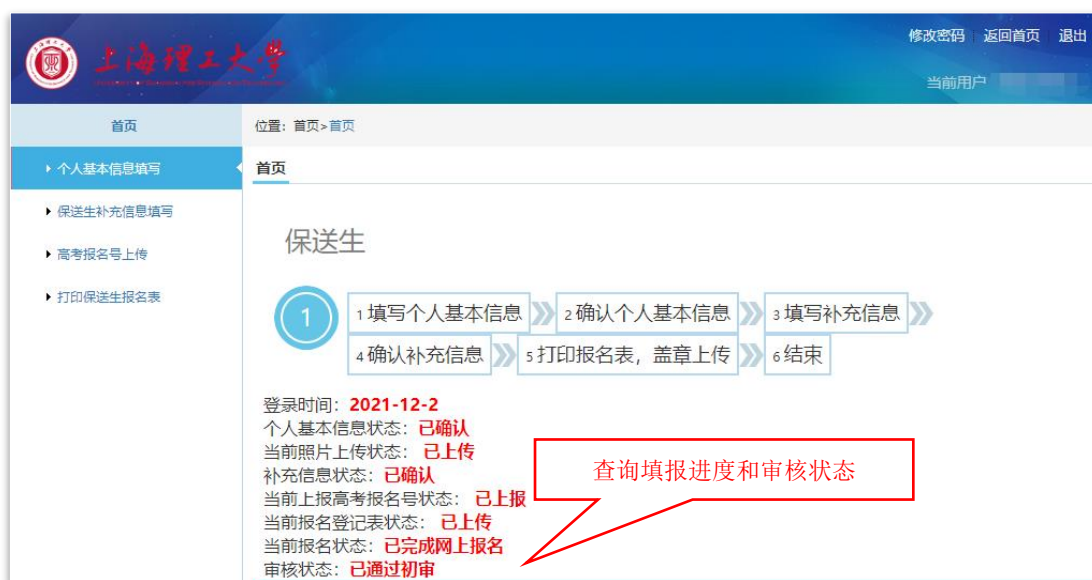 修改密码 返回首页 退出
上海理工大学
当前用户
首页
位置：首页>首页
个人基本信息填写
首页
保送生补充信息填写
高考报名号上传
打印保送生报名表
保送生
1
1 填写个人基本信息
2 确认个人基本信息
3 填写补充信息
4 确认补充信息
5 打印报名表，盖章上传
6 结束
登录时间：2021-12-2
个人基本信息状态：已确认
当前照片上传状态： 已上传
补充信息状态：已确认
当前上报高考报名号状态： 已上报
当前报名登记表状态： 已上传
当前报名状态：已完成网上报名
审核状态：已通过初审
查询填报进度和审核状态